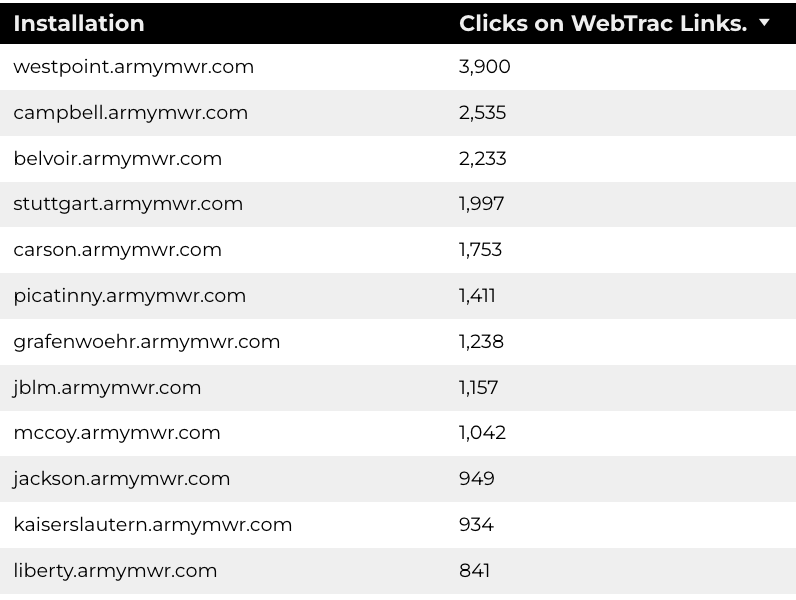 Installation Clicks on WebTrac Links.
westpoint.armymwr.com 3,900
campbell.armymwr.com 2,535
belvoir.armymwr.com 2,233
stuttgart.armymwr.com 1,997
carson.armymwr.com 1,753
picatinny.armymwr.com 1,411
grafenwoehr.armymwr.com 1,238
jblm.armymwr.com 1,157
mccoy.armymwr.com 1,042
jackson.armymwr.com 949
kaiserslautern.armymwr.com 934
liberty.armymwr.com 841